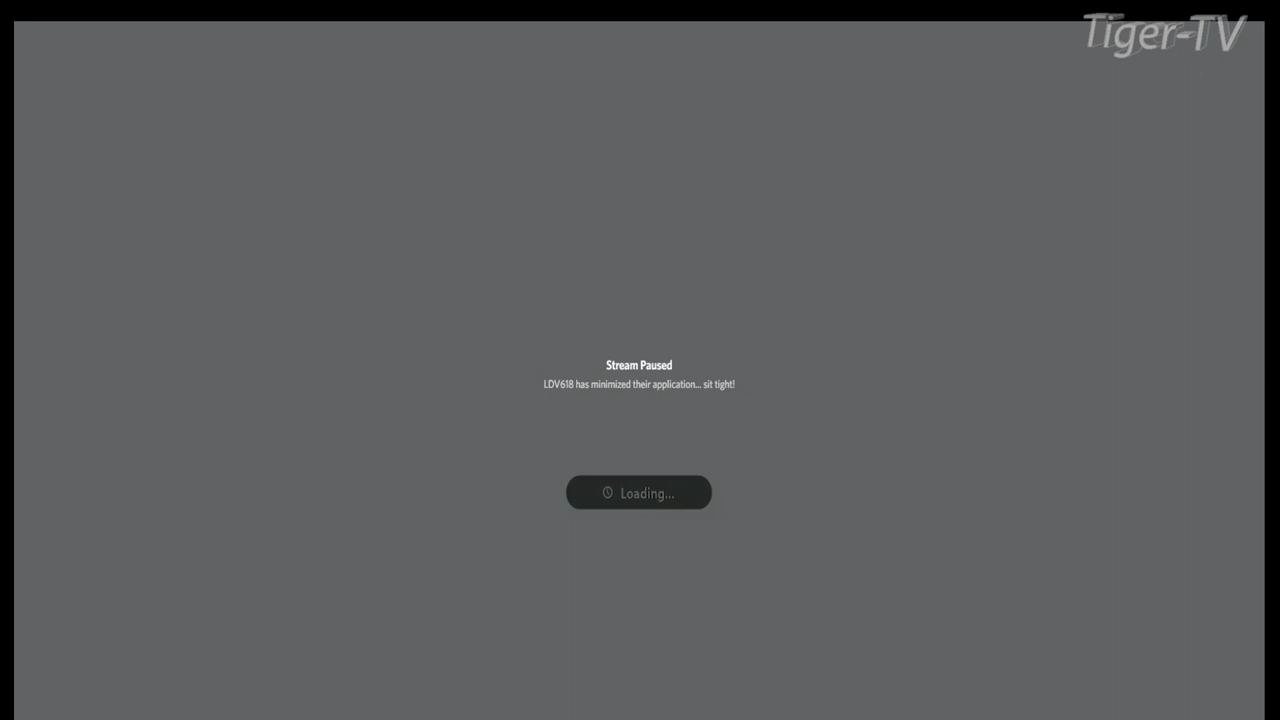 Tiger-TV
Stream Paused
LDV618 has minimized their application... sit tight!
Loading...